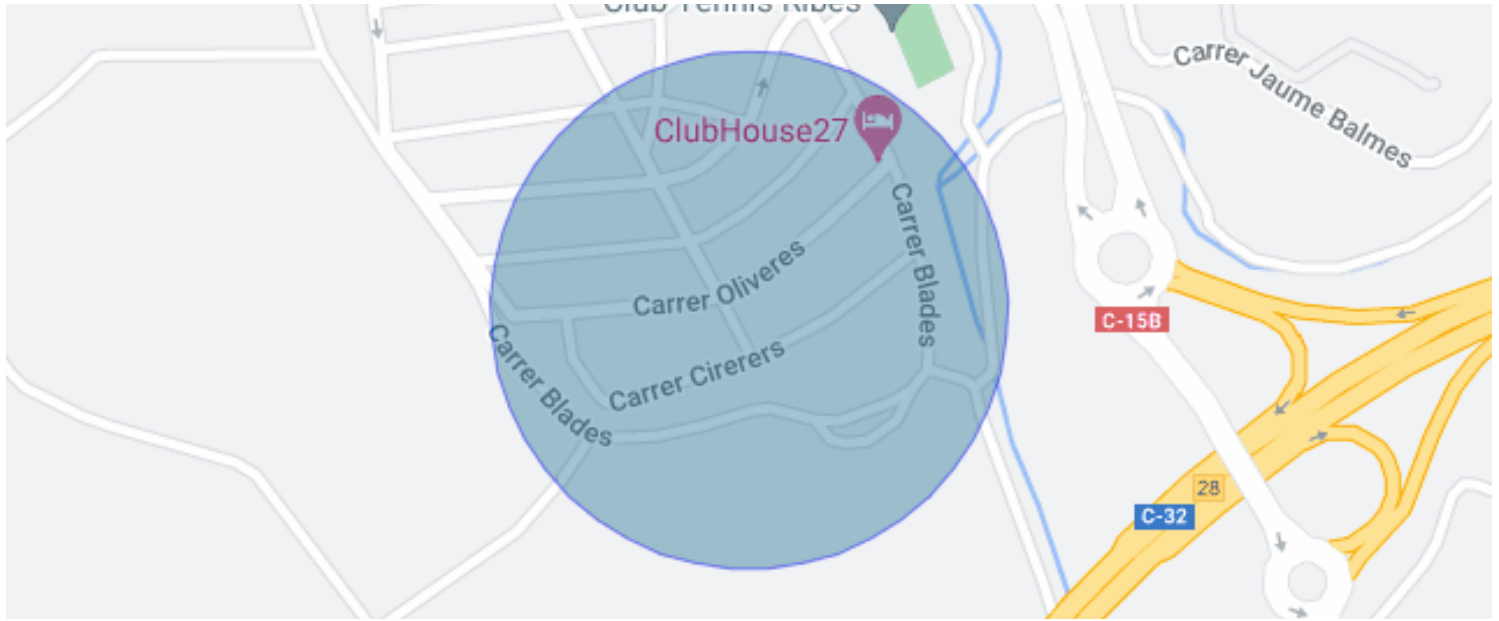 Club Tennis Ribes
Carrer Jaume Balmes
ClubHouse27
Carrer Blades
Carrer Oliveres
C-15B
Carrer Blades
Carrer Cirerers
28
C-32